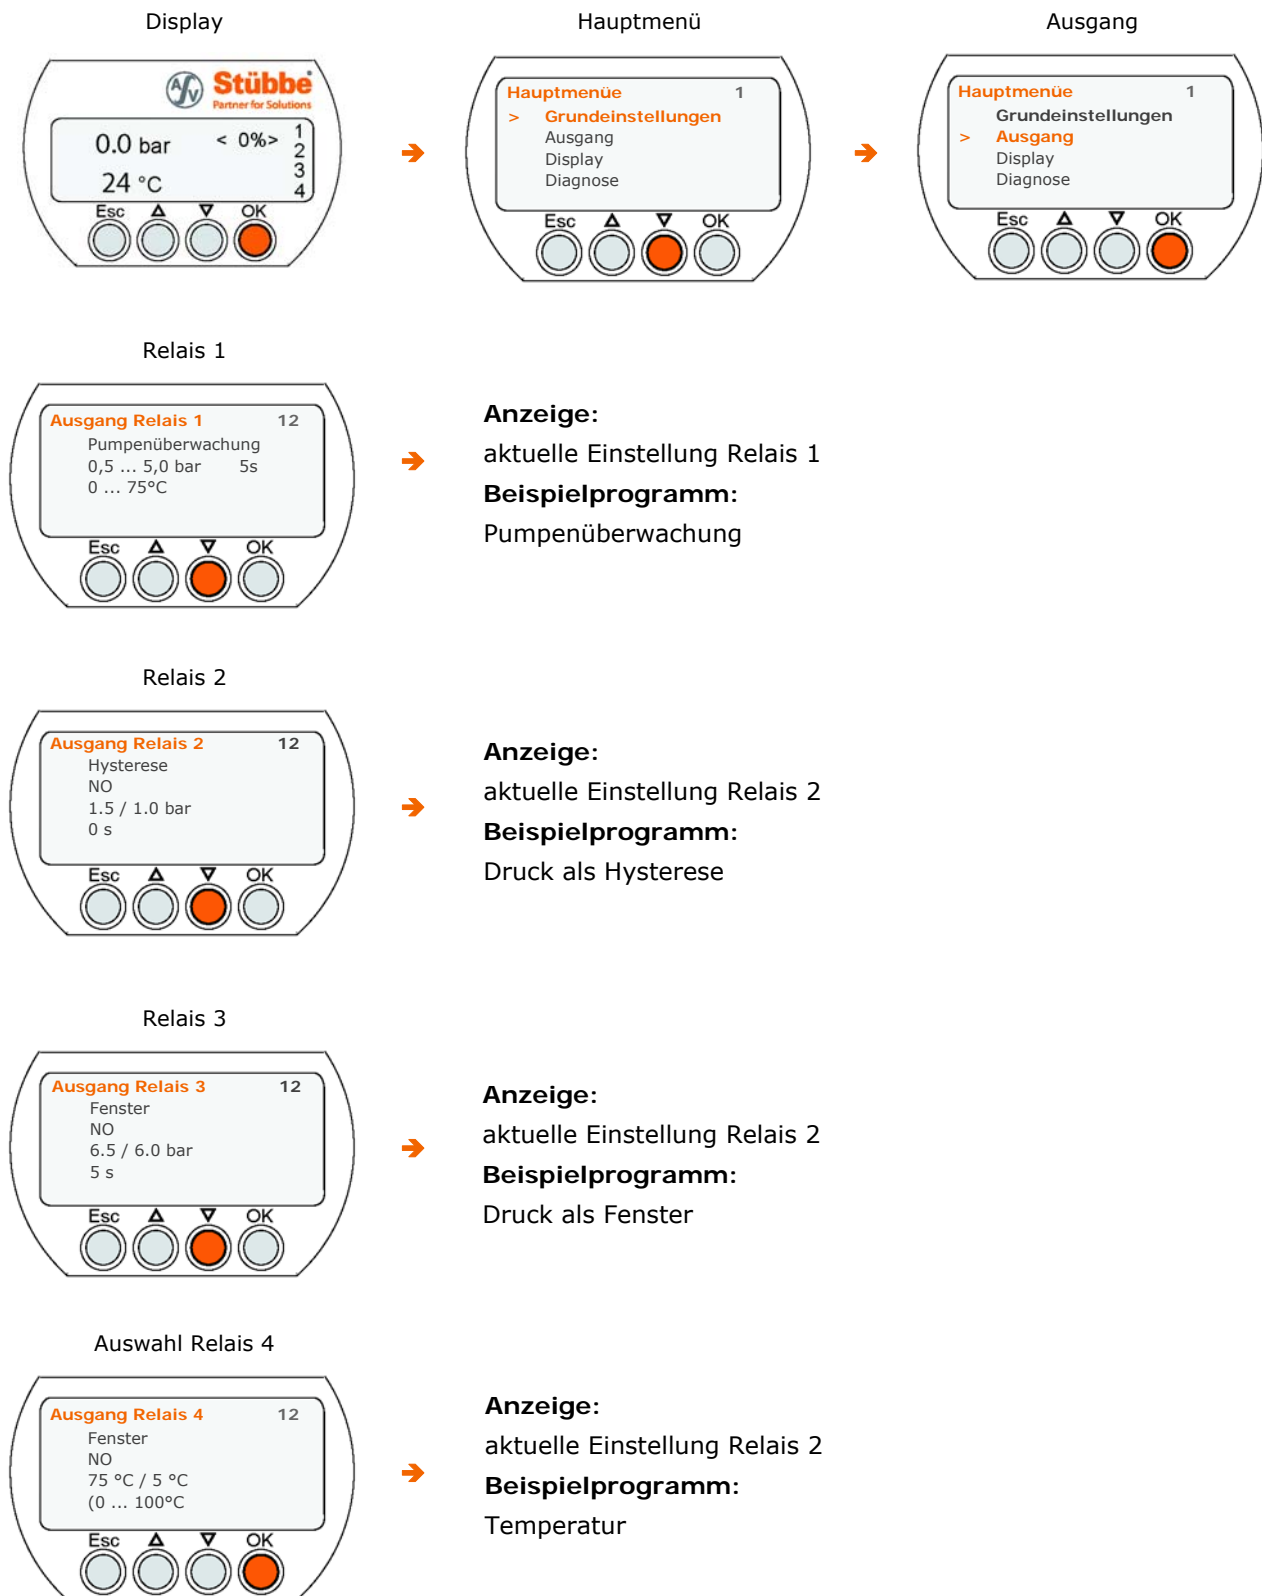 Display
Hauptmenü
Ausgang
ASV Stübbe
Partner for Solutions
0.0 bar < 0%> 1
2
24 °C 3
4
Esc △ ▽ OK
Hauptmenüe 1
> Grundeinstellungen
Ausgang
Display
Diagnose
Esc △ ▽ OK
Hauptmenüe 1
Grundeinstellungen
> Ausgang
Display
Diagnose
Esc △ ▽ OK
Relais 1
Ausgang Relais 1 12
Pumpenüberwachung
0,5 ... 5,0 bar 5s
0 ... 75°C
Esc △ ▽ OK
Anzeige:
aktuelle Einstellung Relais 1
Beispielprogramm:
Pumpenüberwachung
Relais 2
Ausgang Relais 2 12
Hysterese
NO
1.5 / 1.0 bar
0 s
Esc △ ▽ OK
Anzeige:
aktuelle Einstellung Relais 2
Beispielprogramm:
Druck als Hysterese
Relais 3
Ausgang Relais 3 12
Fenster
NO
6.5 / 6.0 bar
5 s
Esc △ ▽ OK
Anzeige:
aktuelle Einstellung Relais 2
Beispielprogramm:
Druck als Fenster
Auswahl Relais 4
Ausgang Relais 4 12
Fenster
NO
75 °C / 5 °C
(0 ... 100°C
Esc △ ▽ OK
Anzeige:
aktuelle Einstellung Relais 2
Beispielprogramm:
Temperatur